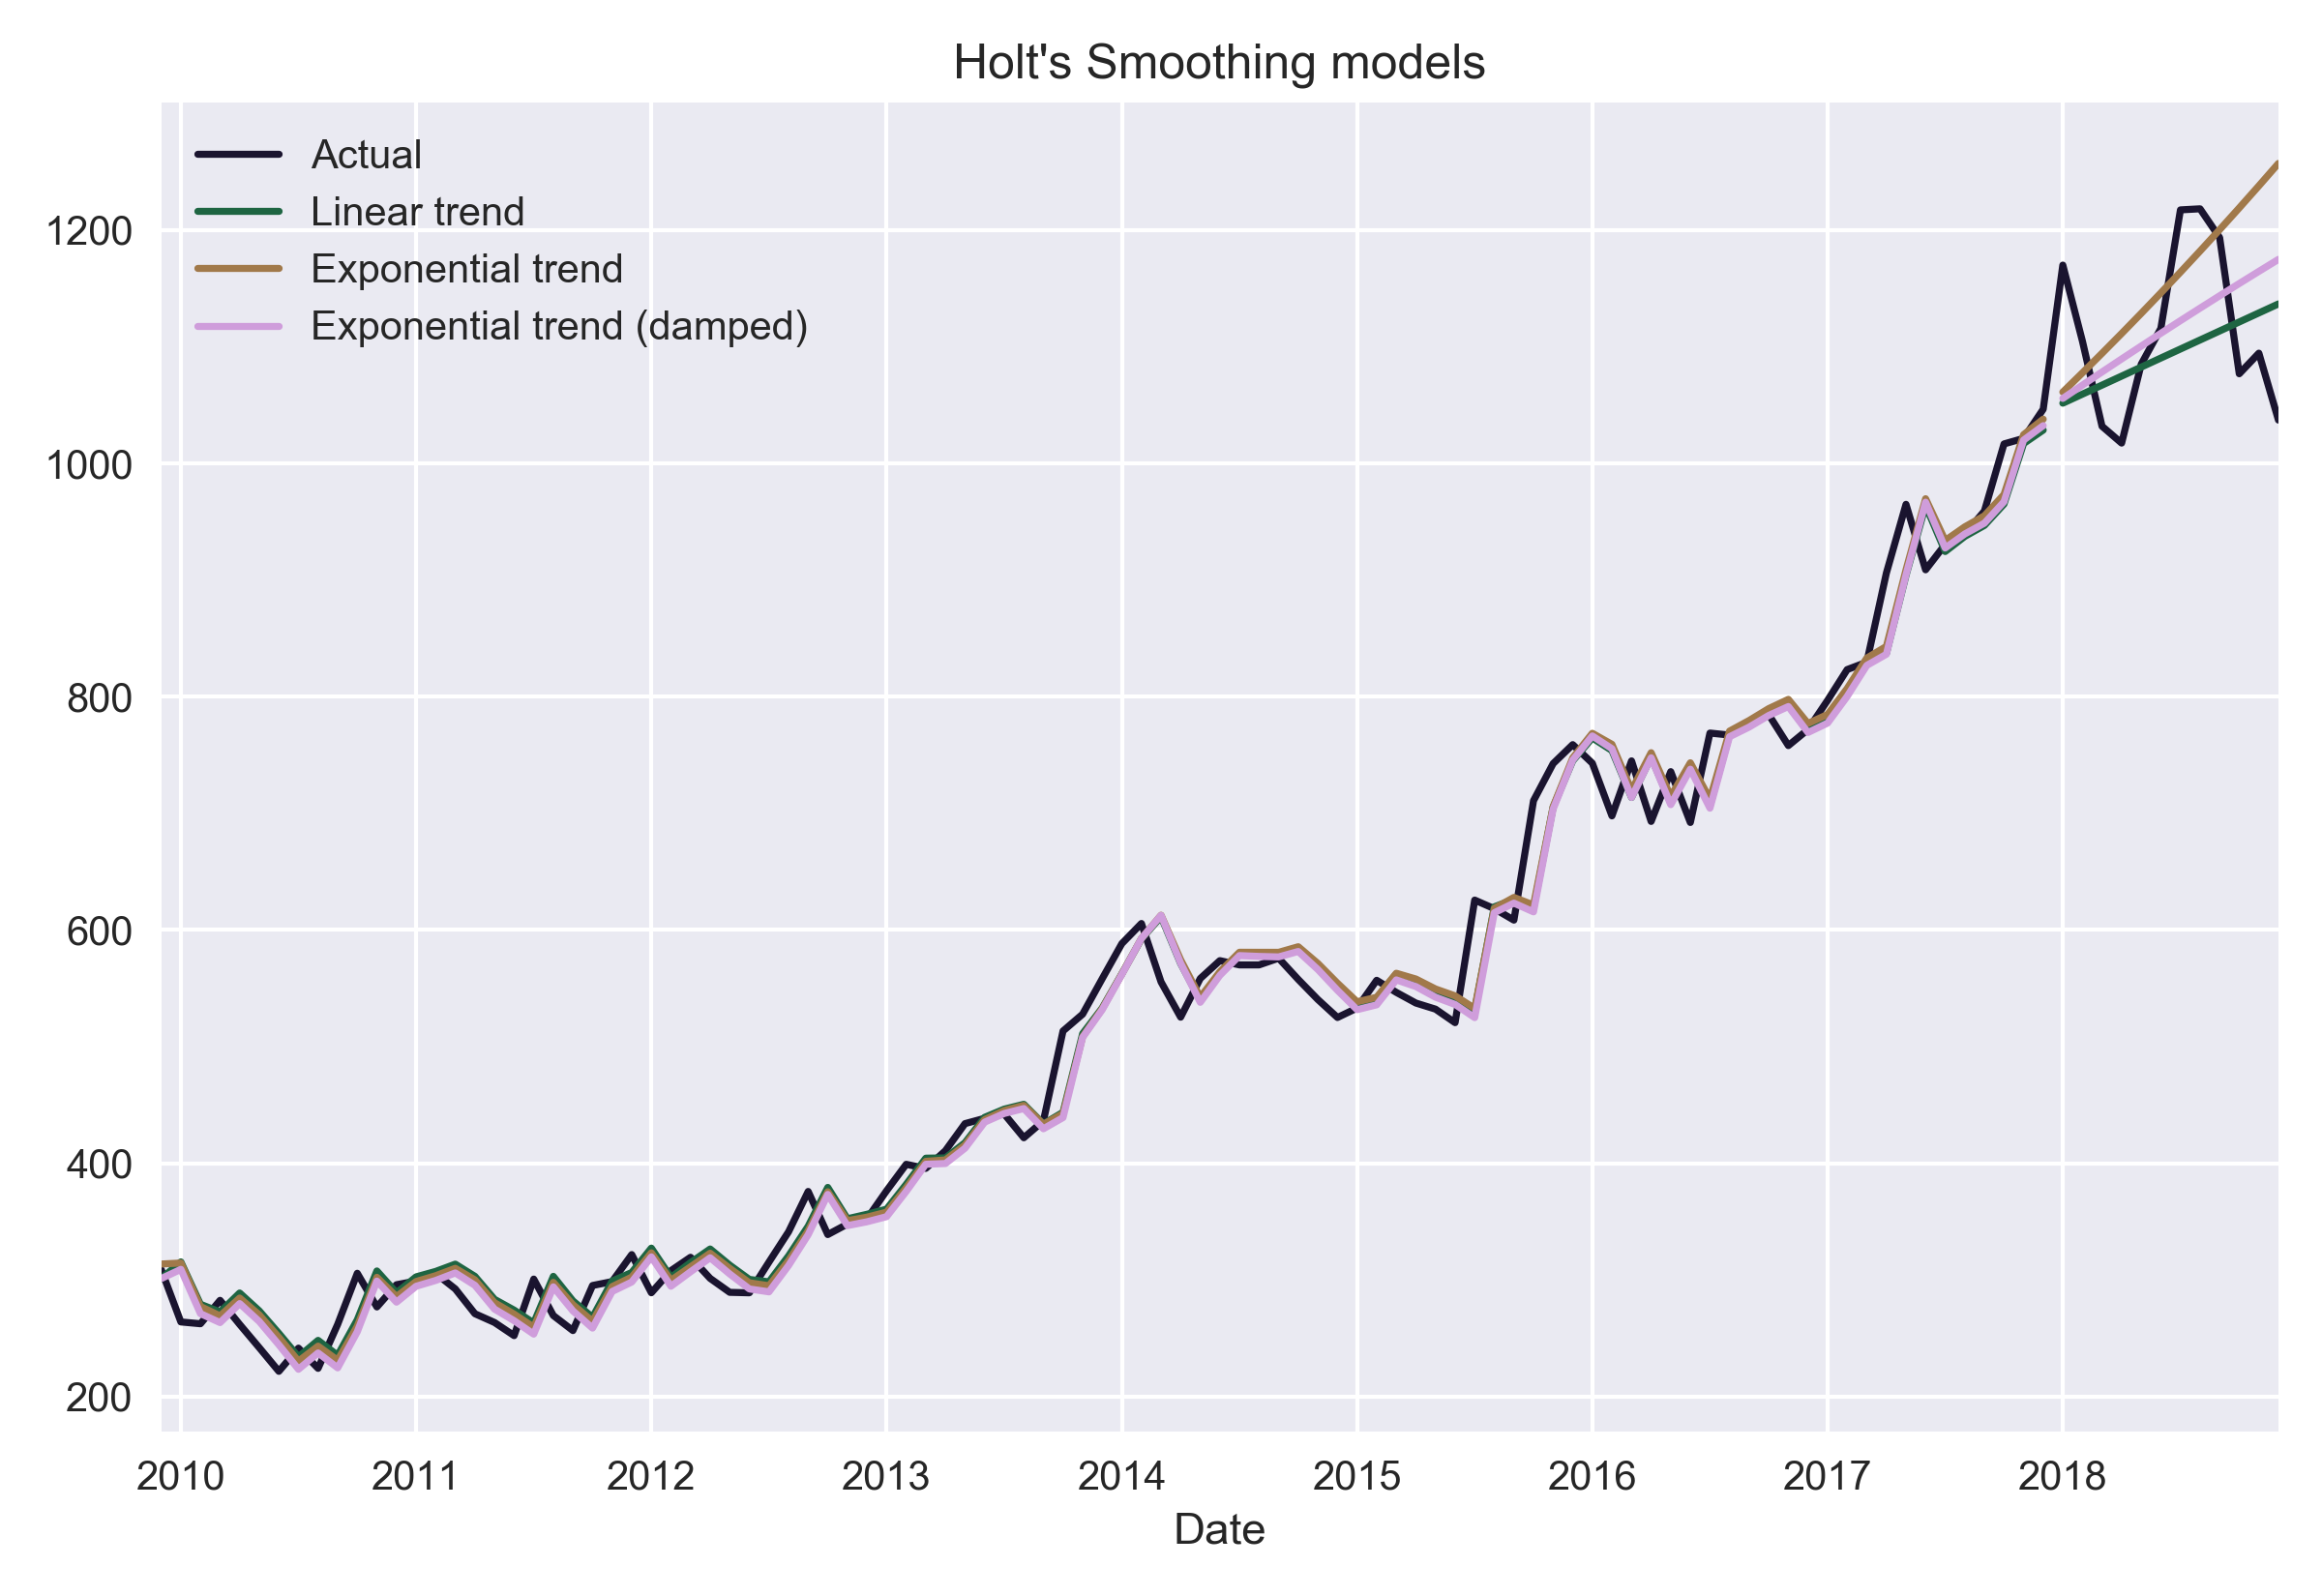 Holt's Smoothing models
Actual
Linear trend
Exponential trend
Exponential trend (damped)
1200
1000
800
600
400
200
2010 2011 2012 2013 2014 2015 2016 2017 2018
Date